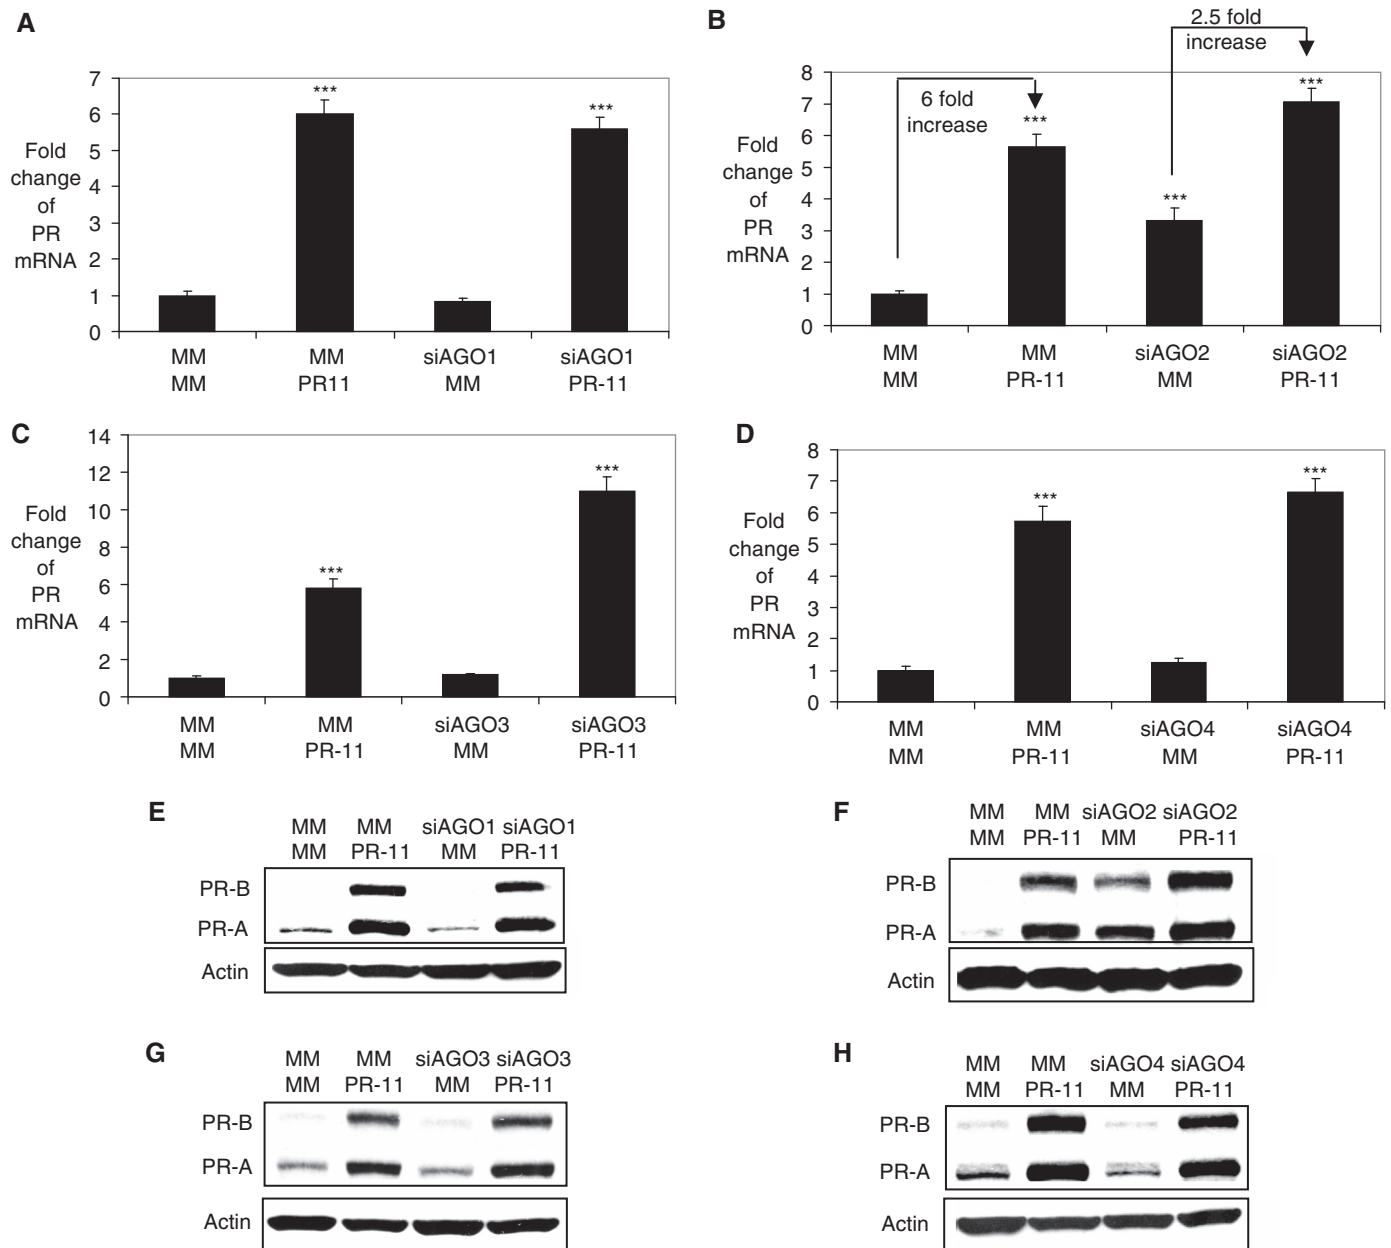 A
7
6
5
4
3
2
1
0
Fold
change
of
PR
mRNA
***
***
MM MM siAGO1 siAGO1
MM PR11 MM PR-11
B
2.5 fold
increase
6 fold
increase
8
7
6
5
4
3
2
1
0
Fold
change
of
PR
mRNA
***
***
***
MM MM siAGO2 siAGO2
MM PR-11 MM PR-11
C
14
12
10
8
6
4
2
0
Fold
change
of
PR
mRNA
***
***
MM MM siAGO3 siAGO3
MM PR-11 MM PR-11
D
8
7
6
5
4
3
2
1
0
Fold
change
of
PR
mRNA
***
***
MM MM siAGO4 siAGO4
MM PR-11 MM PR-11
E
MM MM siAGO1 siAGO1
MM PR-11 MM PR-11
PR-B
PR-A
Actin
F
MM MM siAGO2 siAGO2
MM PR-11 MM PR-11
PR-B
PR-A
Actin
G
MM MM siAGO3 siAGO3
MM PR-11 MM PR-11
PR-B
PR-A
Actin
H
MM MM siAGO4 siAGO4
MM PR-11 MM PR-11
PR-B
PR-A
Actin